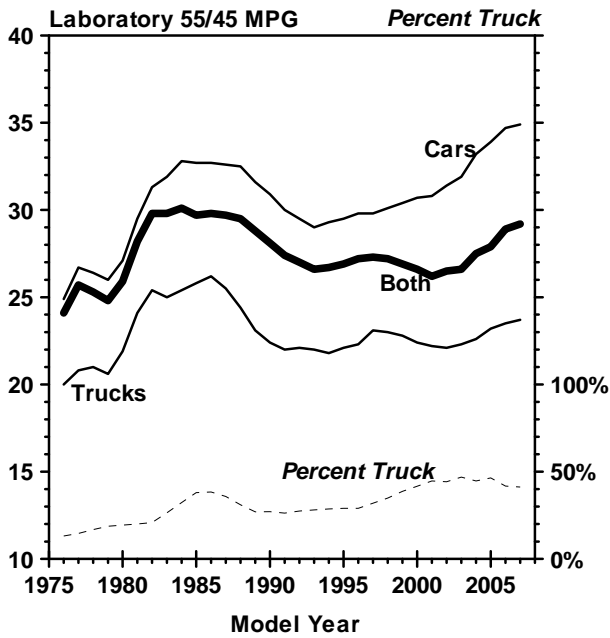 Laboratory 55/45 MPG Percent Truck
40
35
Cars
30
Both
25
20 100%
Trucks
Percent Truck
15 50%
10 0%
1975 1980 1985 1990 1995 2000 2005
Model Year